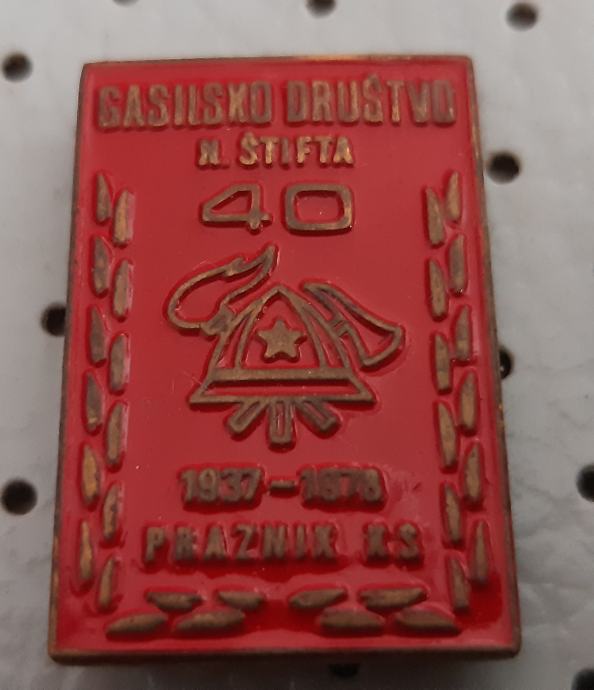 GASILSKO DRUŠTVO
N. ŠTIFTA
40
1937-1978
PRAZNIK KS